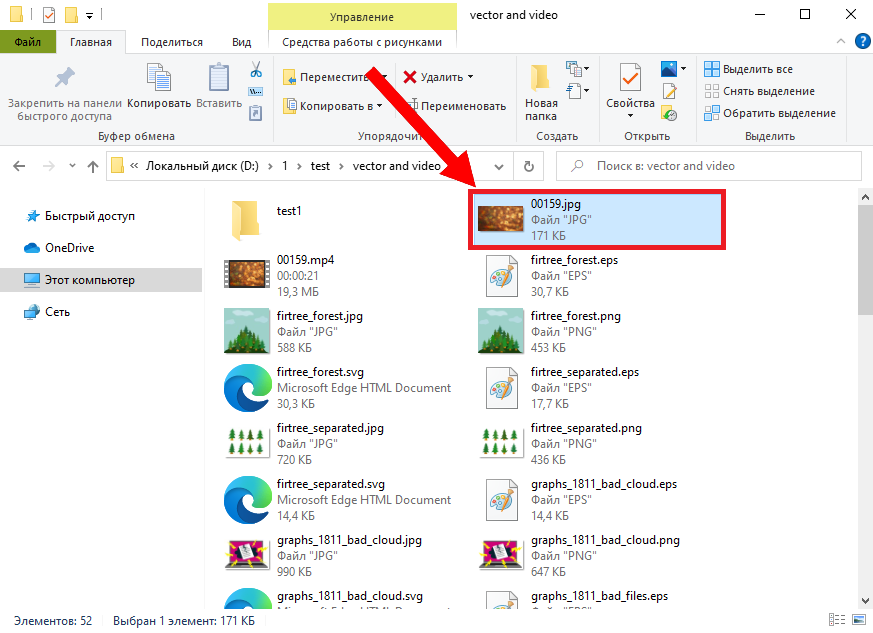 Управление
vector and video
Файл
Главная
Поделиться
Вид
Средства работы с рисунками
Закрепить на панели быстрого доступа
Копировать
Вставить
Буфер обмена
Переместить
Копировать в
Удалить
Переименовать
Упорядочить
Новая папка
Создать
Свойства
Открыть
Выделить все
Снять выделение
Обратить выделение
Выделить
« Локальный диск (D:) > 1 > test > vector and video
Поиск в: vector and video
Быстрый доступ
OneDrive
Этот компьютер
Сеть
test1
00159.jpg
Файл "JPG"
171 КБ
00159.mp4
00:00:21
19,3 МБ
firtree_forest.eps
Файл "EPS"
30,7 КБ
firtree_forest.jpg
Файл "JPG"
588 КБ
firtree_forest.png
Файл "PNG"
453 КБ
firtree_forest.svg
Microsoft Edge HTML Document
30,3 КБ
firtree_separated.eps
Файл "EPS"
17,7 КБ
firtree_separated.jpg
Файл "JPG"
720 КБ
firtree_separated.png
Файл "PNG"
436 КБ
firtree_separated.svg
Microsoft Edge HTML Document
14,4 КБ
graphs_1811_bad_cloud.eps
Файл "EPS"
14,4 КБ
graphs_1811_bad_cloud.jpg
Файл "JPG"
990 КБ
graphs_1811_bad_cloud.png
Файл "PNG"
647 КБ
graphs_1811_bad_cloud.svg
graphs_1811_bad_files.eps
Элементов: 52
Выбран 1 элемент: 171 КБ